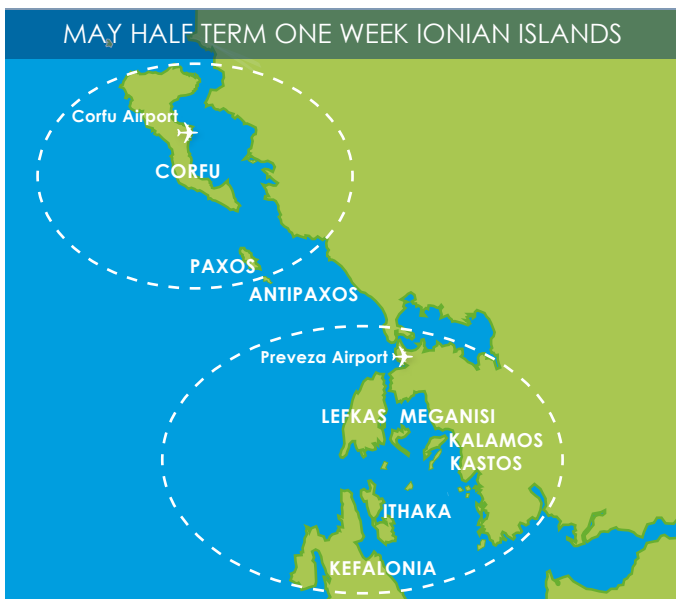 MAY HALF TERM ONE WEEK IONIAN ISLANDS
Corfu Airport
CORFU
PAXOS
ANTIPAXOS
Preveza Airport
LEFKAS
MEGANISI
KALAMOS
KASTOS
ITHAKA
KEFALONIA